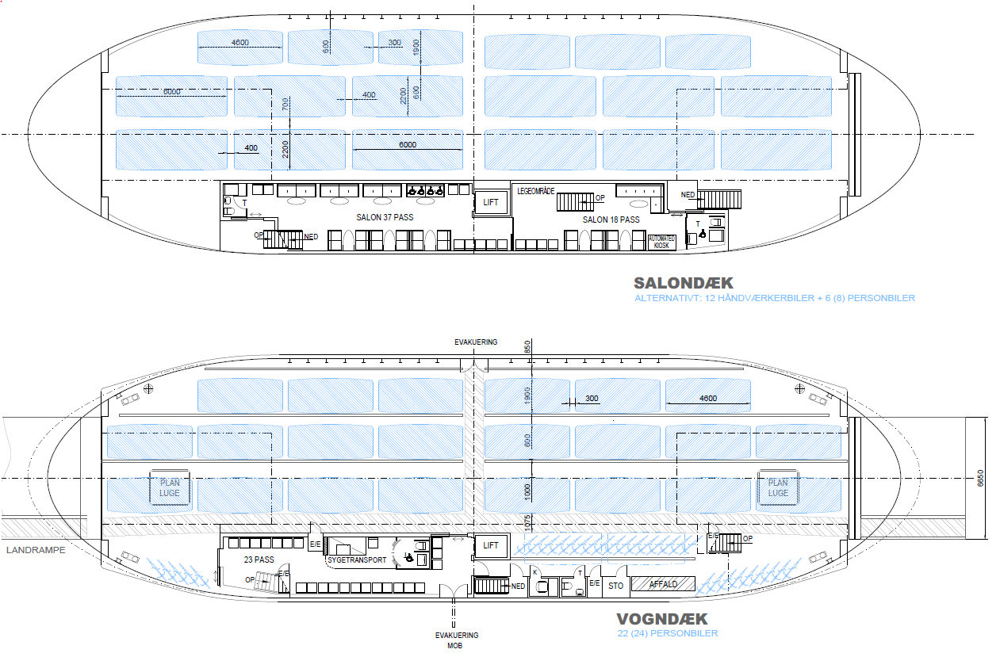 4600
600
300
1900
6000
700
400
2200
600
400
2200
6000
LEGEOMRÅDE
OP
NED
T
LIFT
SALON 37 PASS
SALON 18 PASS
T
OP
NED
AUTOMATED
KIOSK
SALONDÆK
ALTERNATIVT: 12 HÅNDVÆRKERBILER + 6 (8) PERSONBILER
EVAKUERING
850
1900
300
4600
600
PLAN
LUGE
1000
PLAN
LUGE
6650
1075
LANDRAMPE
E/E
LIFT
E/E
OP
23 PASS
SYGETRANSPORT
E/E
OP
NED
K
T
E/E
STO
AFFALD
EVAKUERING
MOB
VOGNDÆK
22 (24) PERSONBILER